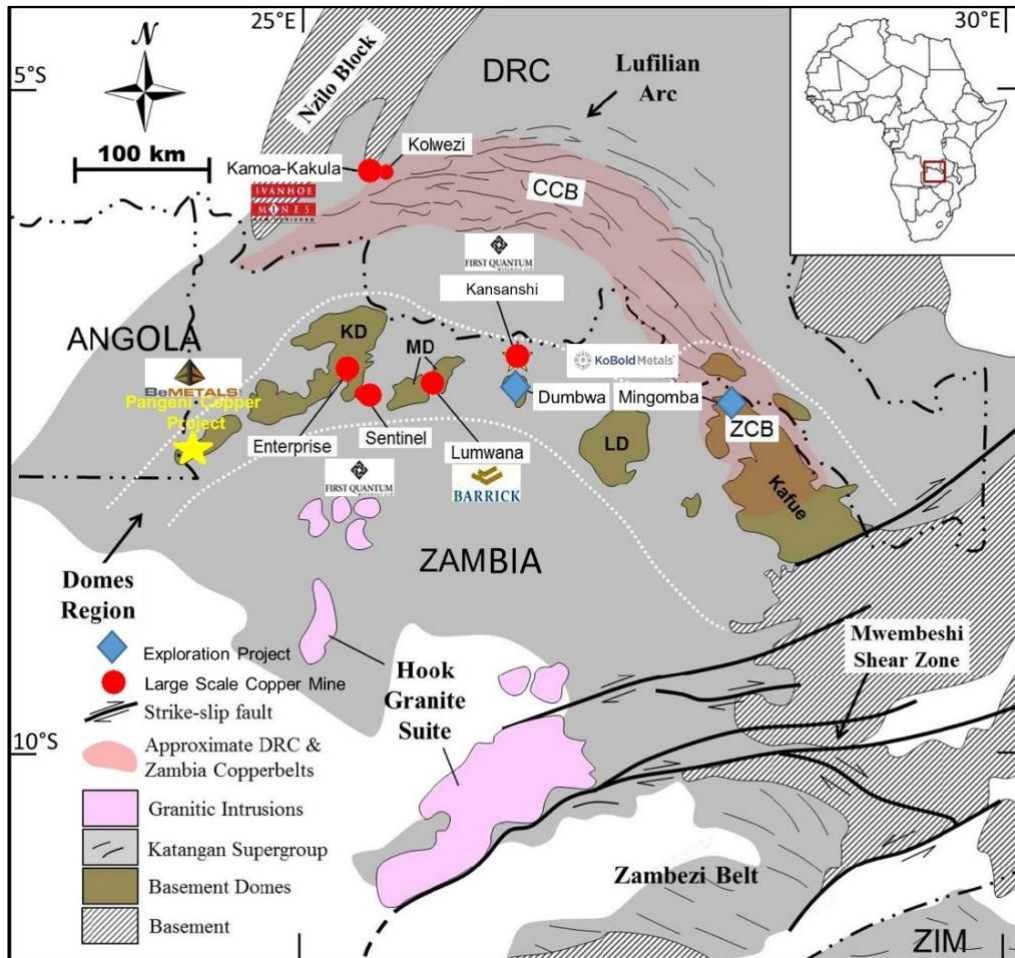 25°E
30°E
N
5°S
DRC
Lufilian
Arc
Nzilo Block
100 km
Kolwezi
Kamoa-Kakula
IVANHOE
MINES
CCB
FIRST QUANTUM
Kansanshi
ANGOLA
KD
MD
KoBold Metals
BeMETALS
Pangeni Copper
Project
Dumbwa
Mingomba
ZCB
Enterprise
Sentinel
Lumwana
LD
FIRST QUANTUM
BARRICK
Kafue
ZAMBIA
Domes
Region
Mwembeshi
Shear Zone
Hook
Granite
Suite
10°S
Zambezi Belt
ZIM
Exploration Project
Large Scale Copper Mine
Strike-slip fault
Approximate DRC &
Zambia Copperbelts
Granitic Intrusions
Katangan Supergroup
Basement Domes
Basement